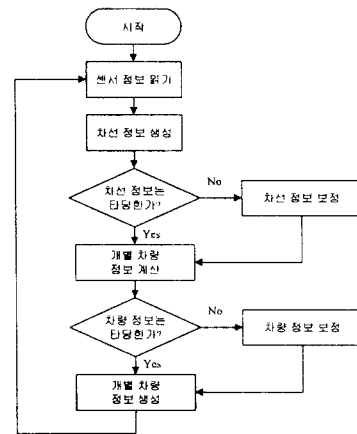 시작
센서 정보 읽기
차선 정보 생성
차선 정보는
타당한가?
No
차선 정보 보정
Yes
개별 차량
정보 계산
차량 정보는
타당한가?
No
차량 정보 보정
Yes
개별 차량
정보 생성